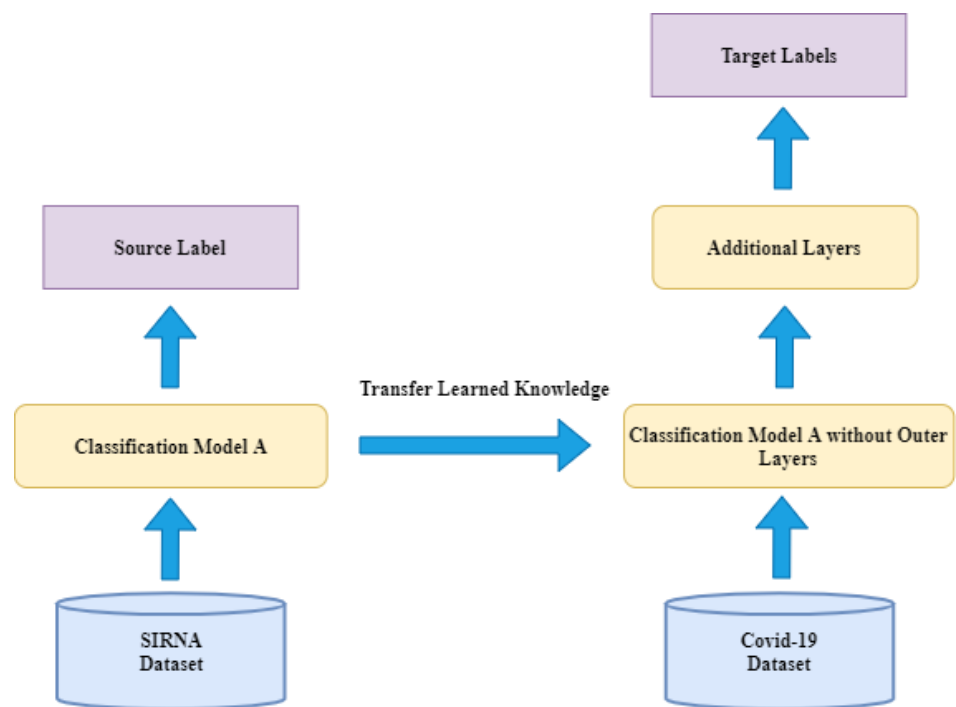 Target Labels
Source Label
Additional Layers
Transfer Learned Knowledge
Classification Model A
Classification Model A without Outer
Layers
SIRNA
Dataset
Covid-19
Dataset